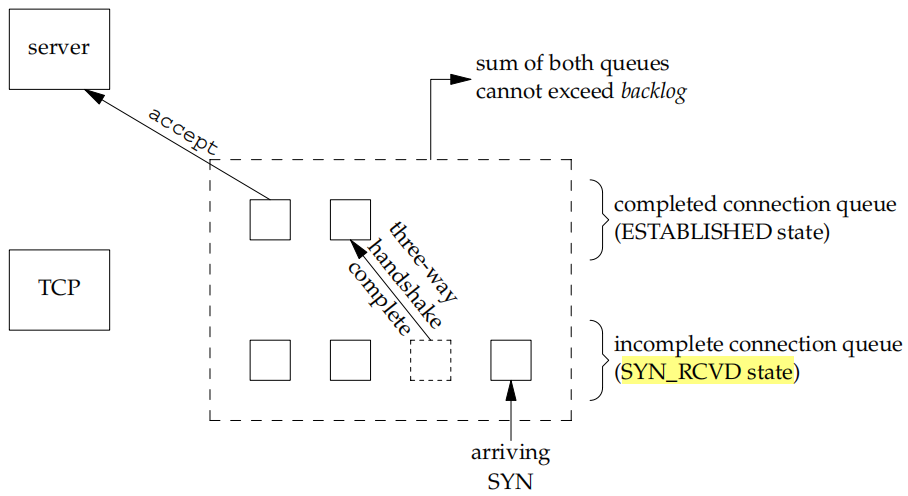 server
sum of both queues
cannot exceed backlog
accept
completed connection queue
(ESTABLISHED state)
three-way
handshake
complete
TCP
incomplete connection queue
(SYN_RCVD state)
arriving
SYN